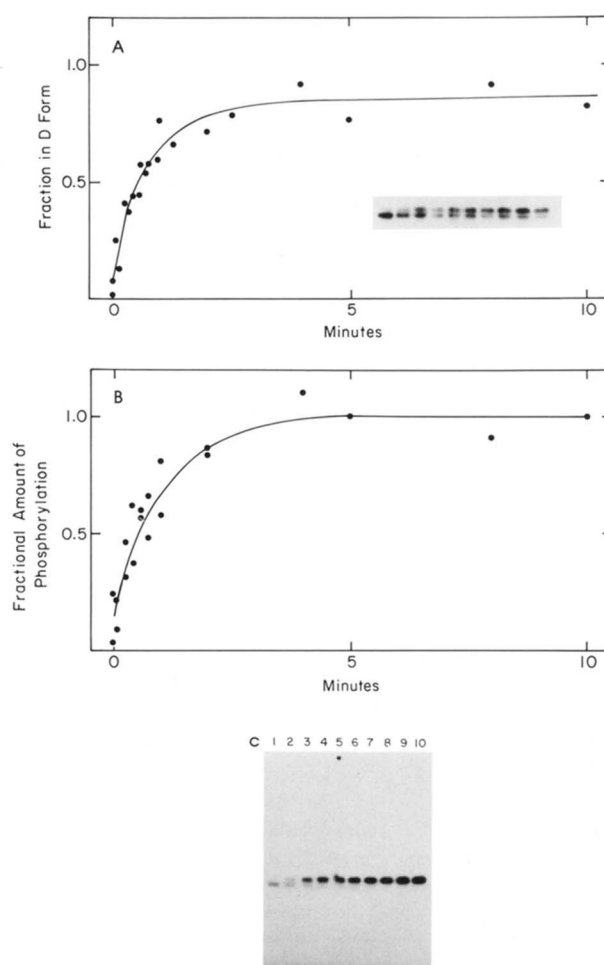 A
1.0
0.5
Fraction in D Form
0
5
10
Minutes
B
1.0
0.5
Fractional Amount of
Phosphorylation
0
5
10
Minutes
C 1 2 3 4 5 6 7 8 9 10